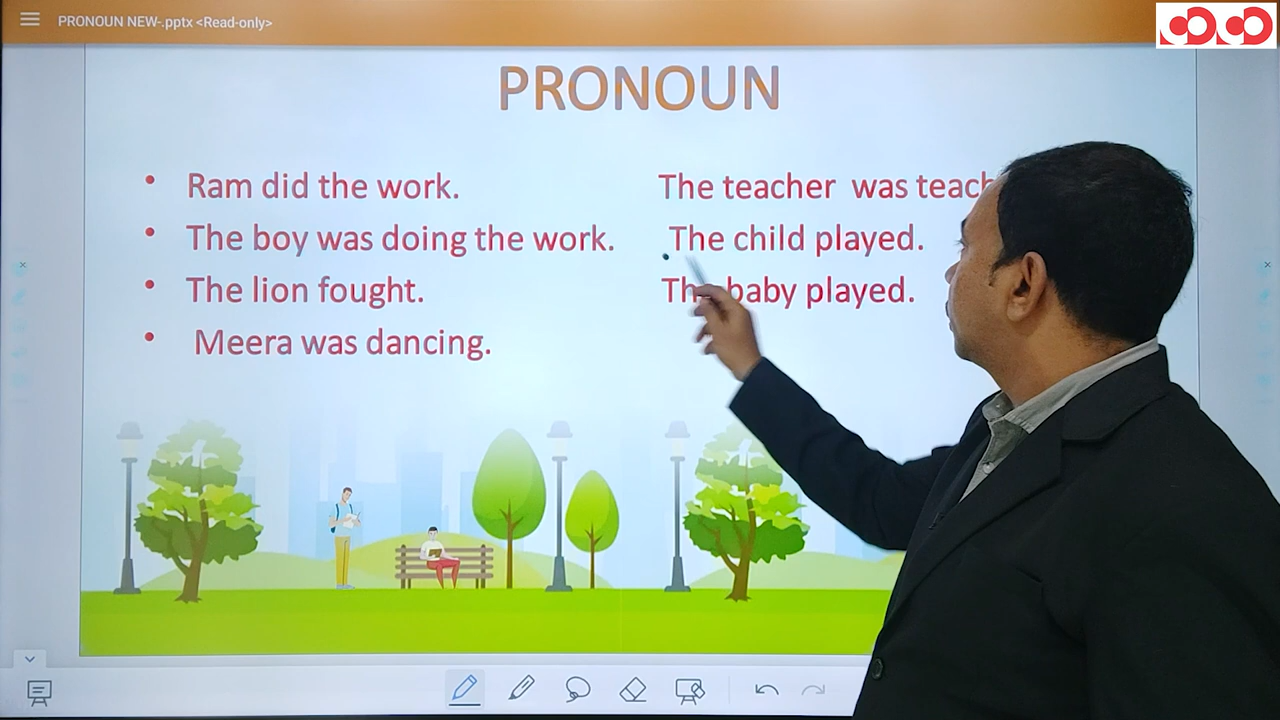 PRONOUN NEW-.pptx <Read-only>
PRONOUN
• Ram did the work.
• The boy was doing the work.
• The lion fought.
• Meera was dancing.
The teacher was
The child played.
baby played.